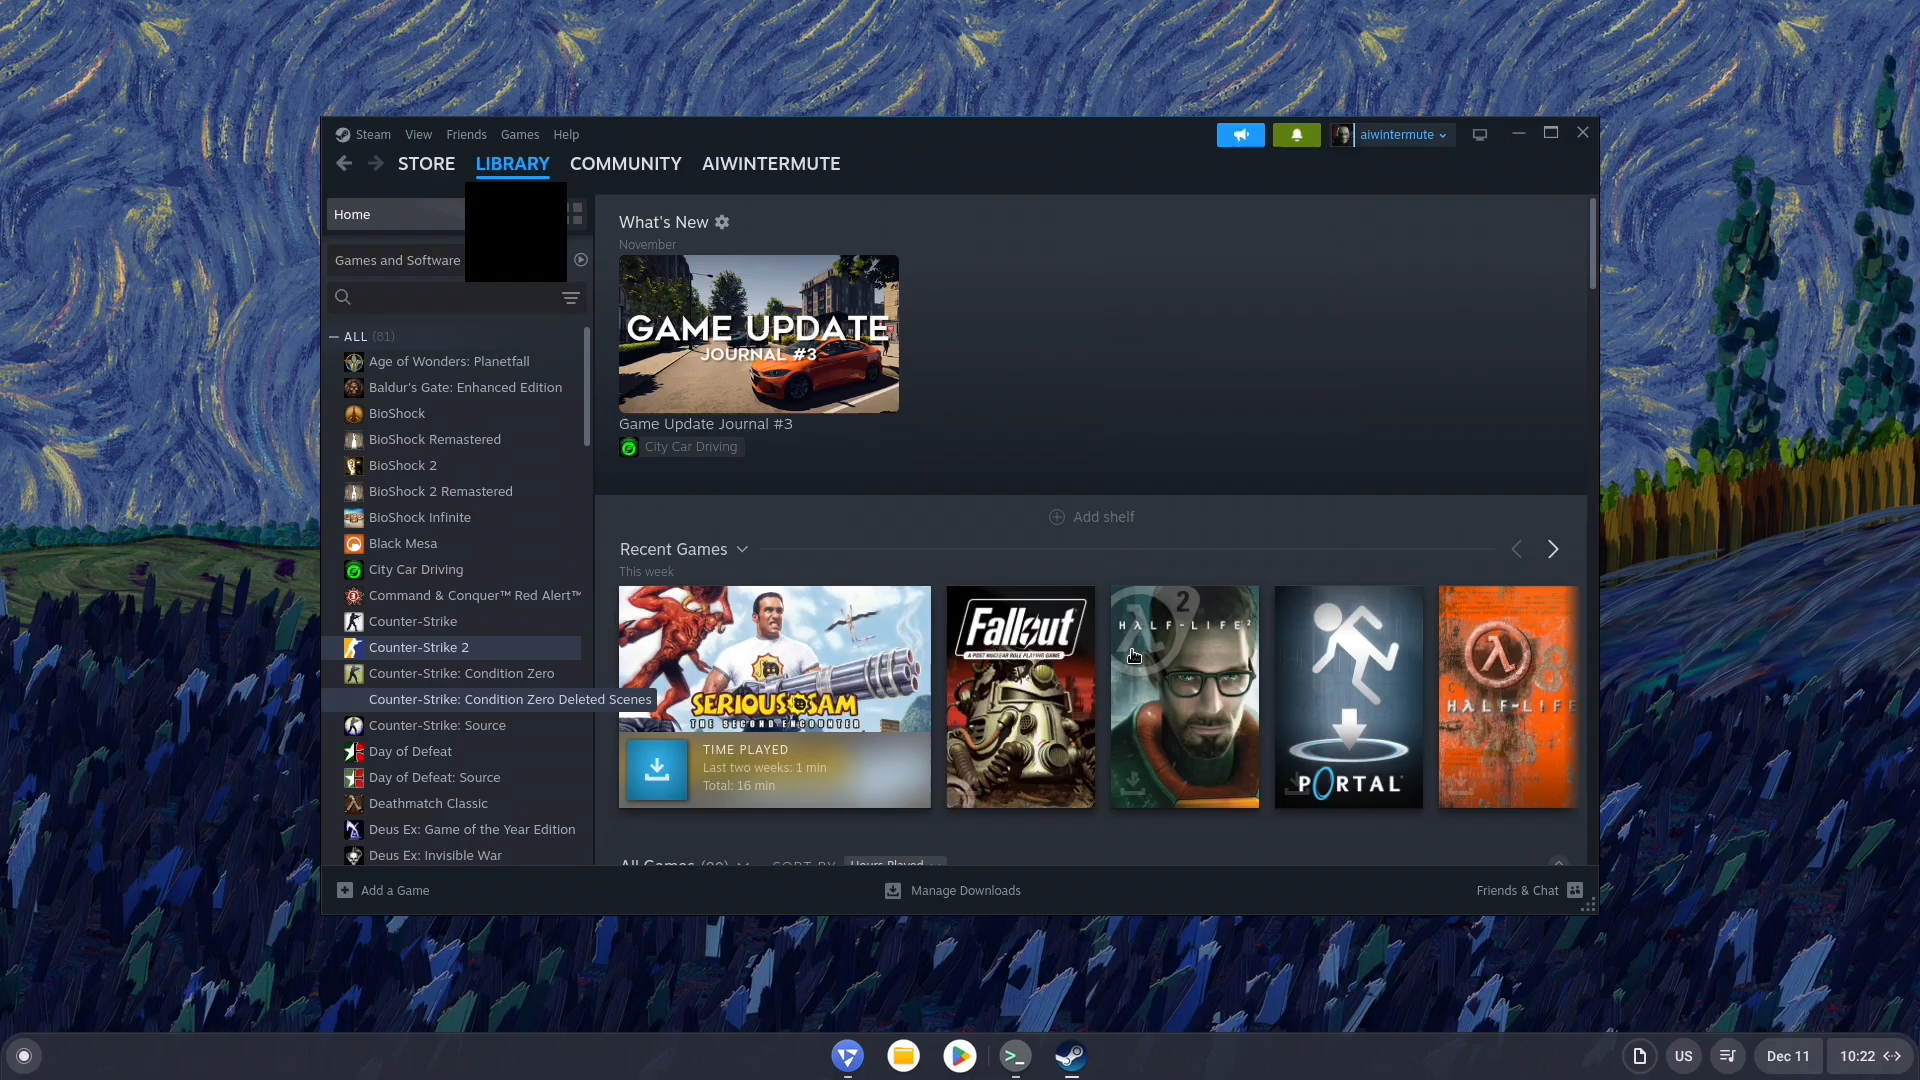 Steam View Friends Games Help
aiwintermute
STORE LIBRARY COMMUNITY AIWINTERMUTE
Home
Games and Software
ALL (81)
Age of Wonders: Planetfall
Baldur's Gate: Enhanced Edition
BioShock
BioShock Remastered
BioShock 2
BioShock 2 Remastered
BioShock Infinite
Black Mesa
City Car Driving
Command & Conquer™ Red Alert™
Counter-Strike
Counter-Strike 2
Counter-Strike: Condition Zero
Counter-Strike: Condition Zero Deleted Scenes
Counter-Strike: Source
Day of Defeat
Day of Defeat: Source
Deathmatch Classic
Deus Ex: Game of the Year Edition
Deus Ex: Invisible War
What's New
November
GAME UPDATE
JOURNAL #3
Game Update Journal #3
City Car Driving
Add shelf
Recent Games
This week
SERIOUS SAM
THE SECOND ENCOUNTER
TIME PLAYED
Last two weeks: 1 min
Total: 16 min
Fallout
A POST NUCLEAR ROLE PLAYING GAME
2
HALF-LIFE²
PORTAL
HALF-LIFE
All Games
SORT BY Hours Played
Add a Game
Manage Downloads
Friends & Chat
US
Dec 11
10:22